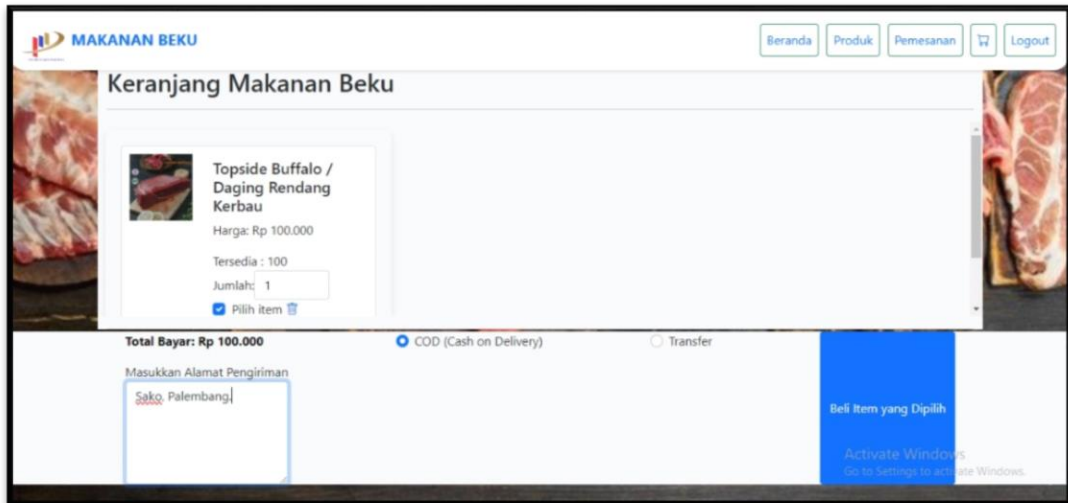 MAKANAN BEKU
Beranda Produk Pemesanan Logout
Keranjang Makanan Beku
Topside Buffalo /
Daging Rendang
Kerbau
Harga: Rp 100.000
Tersedia : 100
Jumlah: 1
Pilih item
Total Bayar: Rp 100.000 COD (Cash on Delivery) Transfer
Masukkan Alamat Pengiriman
Sako. Palembang.
Beli Item yang Dipilih
Activate Windows
Go to Settings to activate Windows.